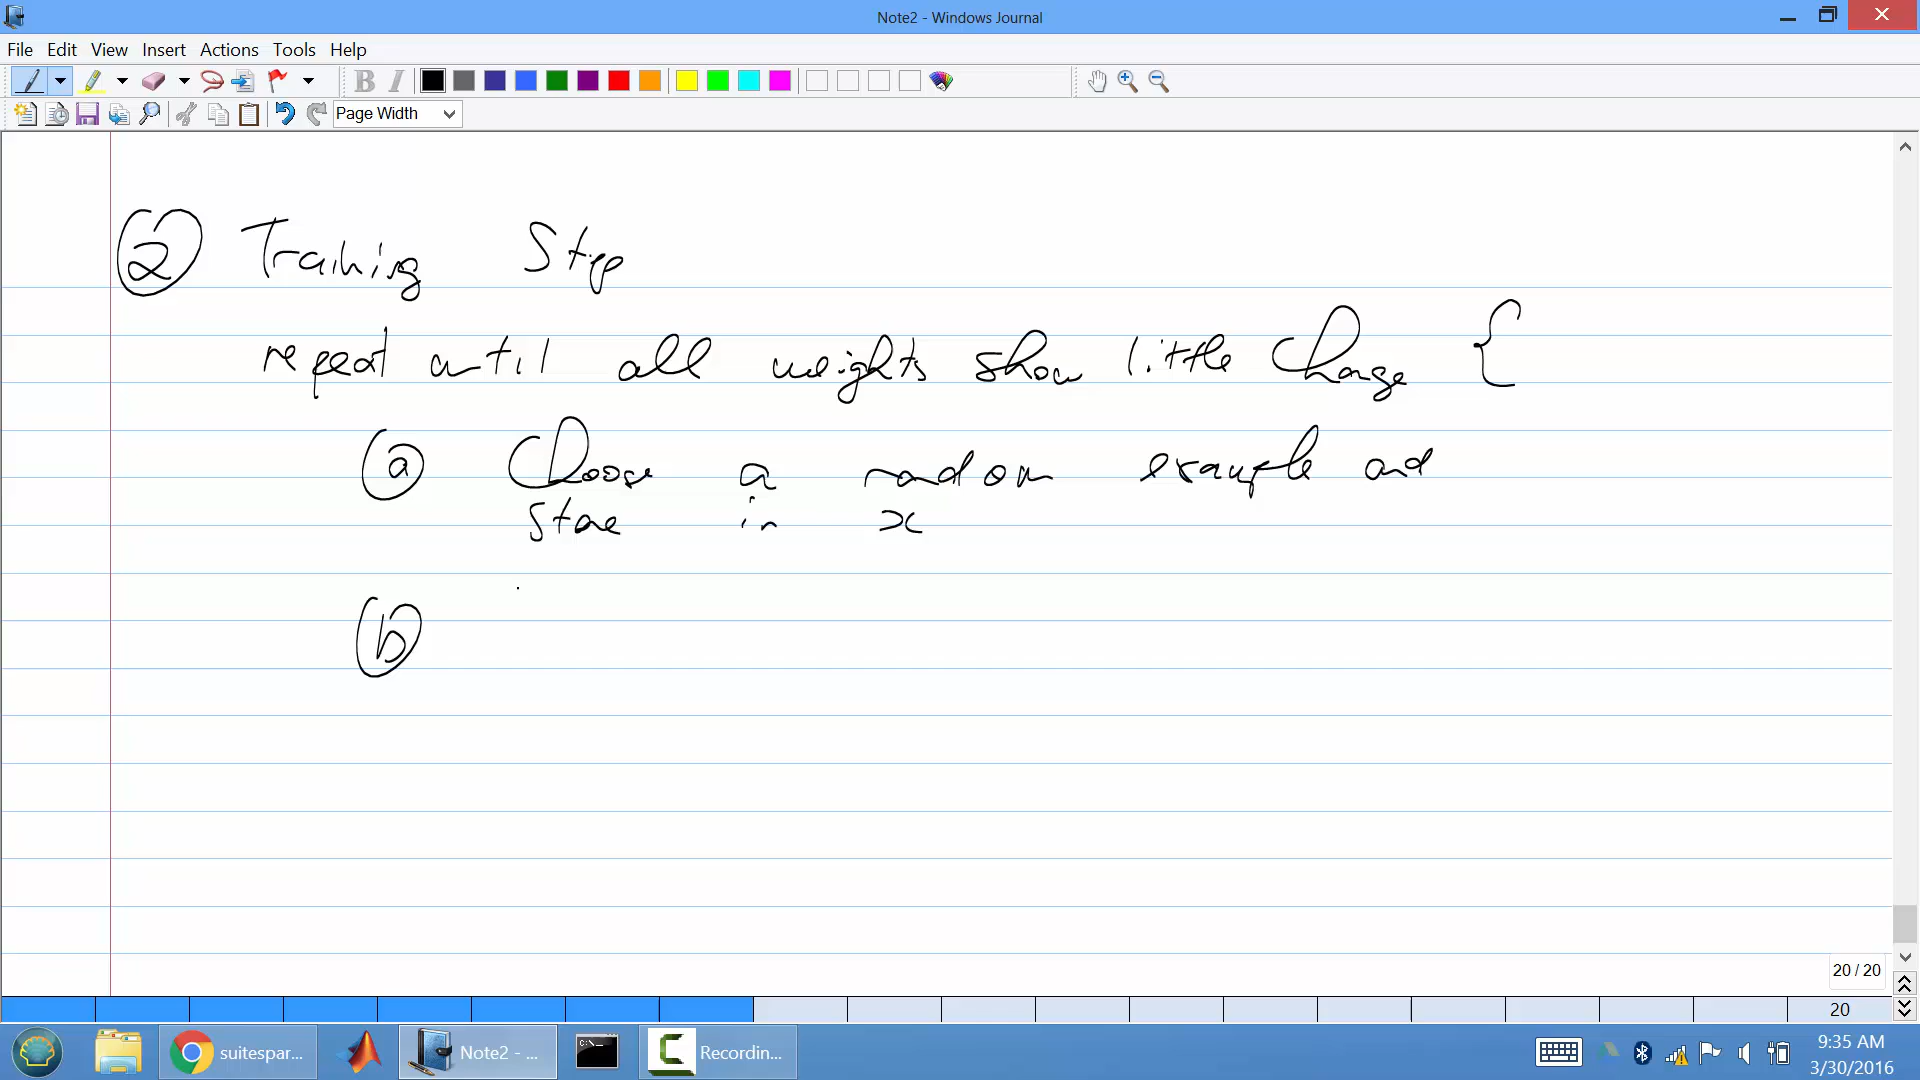 Note2 - Windows Journal
File Edit View Insert Actions Tools Help
B I
Page Width
② Training Step
repeat until all weights show little change {
ⓐ Choose a random example and
store in x
ⓑ
20 / 20
20
suitespar...
Note2 - ...
C:\_
Recordin...
9:35 AM
3/30/2016